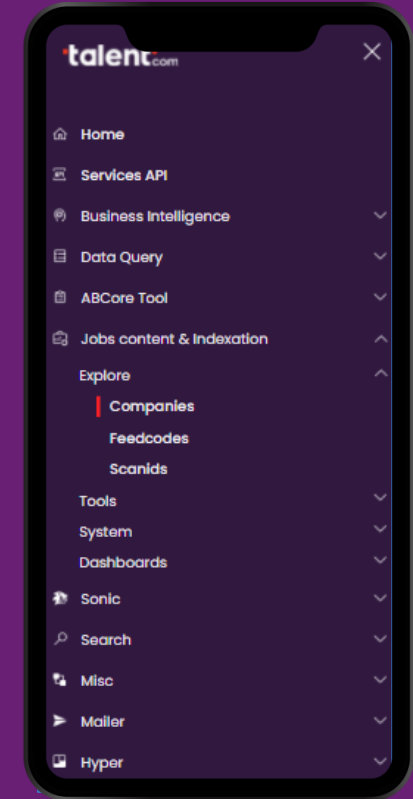 talent.com
Home
Services API
Business Intelligence
Data Query
ABCore Tool
Jobs content & Indexation
Explore
Companies
Feedcodes
Scanids
Tools
System
Dashboards
Sonic
Search
Misc
Mailer
Hyper